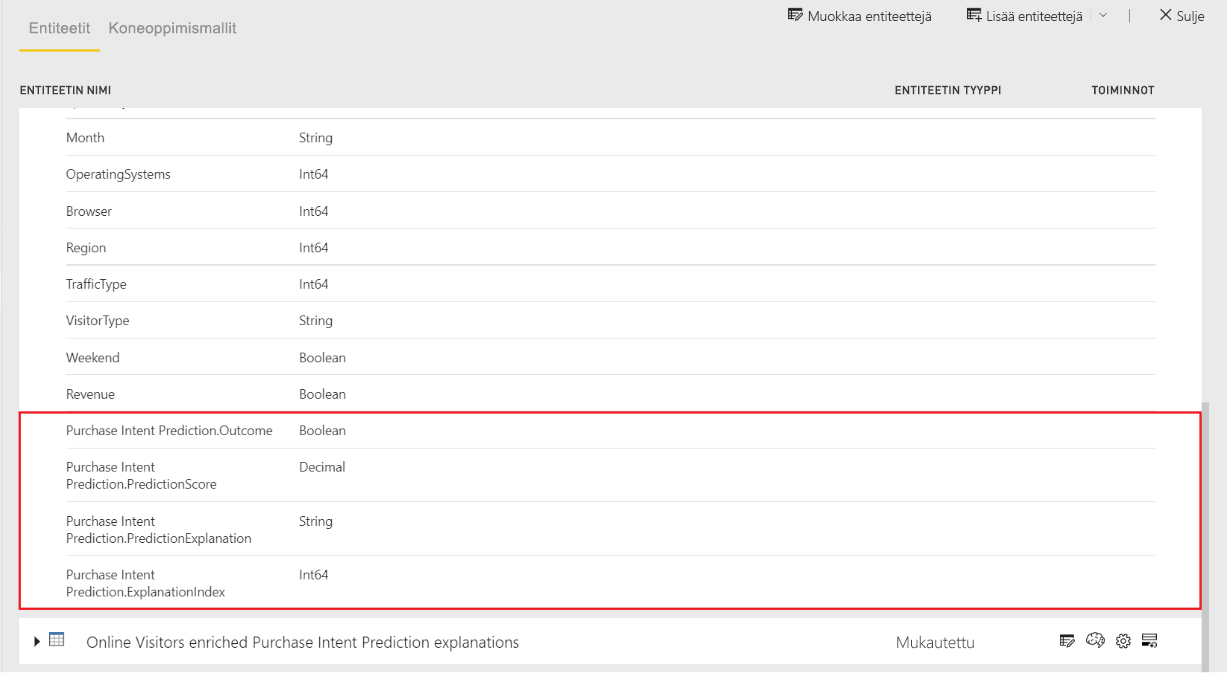 Entiteetit Koneoppimismallit Muokkaa entiteettejä Lisää entiteettejä Sulje
ENTITEETIN NIMI ENTITEETIN TYYPPI TOIMINNOT
Month String
OperatingSystems Int64
Browser Int64
Region Int64
TrafficType Int64
VisitorType String
Weekend Boolean
Revenue Boolean
Purchase Intent Prediction.Outcome Boolean
Purchase Intent Decimal
Prediction.PredictionScore
Purchase Intent String
Prediction.PredictionExplanation
Purchase Intent Int64
Prediction.ExplanationIndex
Online Visitors enriched Purchase Intent Prediction explanations Mukautettu